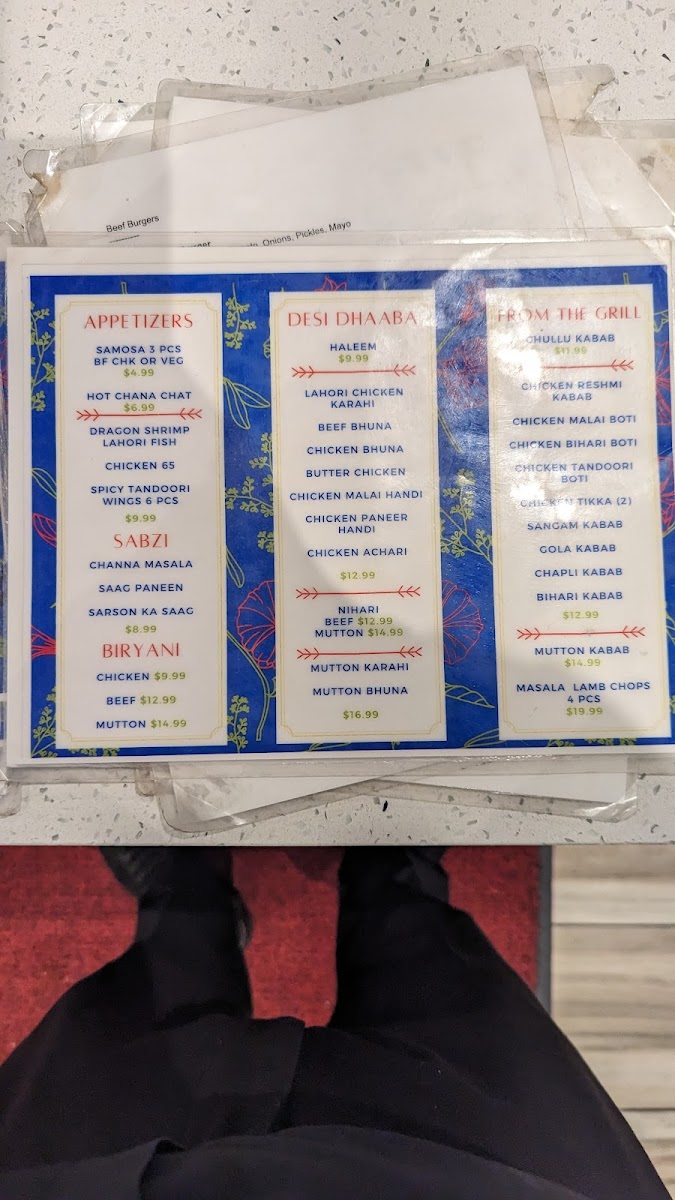 Beef Burgers
Onions, Pickles, Mayo
APPETIZERS
SAMOSA 3 PCS
BF CHK OR VEG
$4.99
HOT CHANA CHAT
$6.99
DRAGON SHRIMP
LAHORI FISH
CHICKEN 65
SPICY TANDOORI
WINGS 6 PCS
$9.99
SABZI
CHANNA MASALA
SAAG PANEEN
SARSON KA SAAG
$8.99
BIRYANI
CHICKEN $9.99
BEEF $12.99
MUTTON $14.99
DESI DHAABA
HALEEM
$9.99
LAHORI CHICKEN
KARAHI
BEEF BHUNA
CHICKEN BHUNA
BUTTER CHICKEN
CHICKEN MALAI HANDI
CHICKEN PANEER
HANDI
CHICKEN ACHARI
$12.99
NIHARI
BEEF $12.99
MUTTON $14.99
MUTTON KARAHI
MUTTON BHUNA
$16.99
FROM THE GRILL
CHULLU KABAB
$11.99
CHICKEN RESHMI
KABAB
CHICKEN MALAI BOTI
CHICKEN BIHARI BOTI
CHICKEN TANDOORI
BOTI
CHICKEN TIKKA (2)
SANGAM KABAB
GOLA KABAB
CHAPLI KABAB
BIHARI KABAB
$12.99
MUTTON KABAB
$14.99
MASALA LAMB CHOPS
4 PCS
$19.99